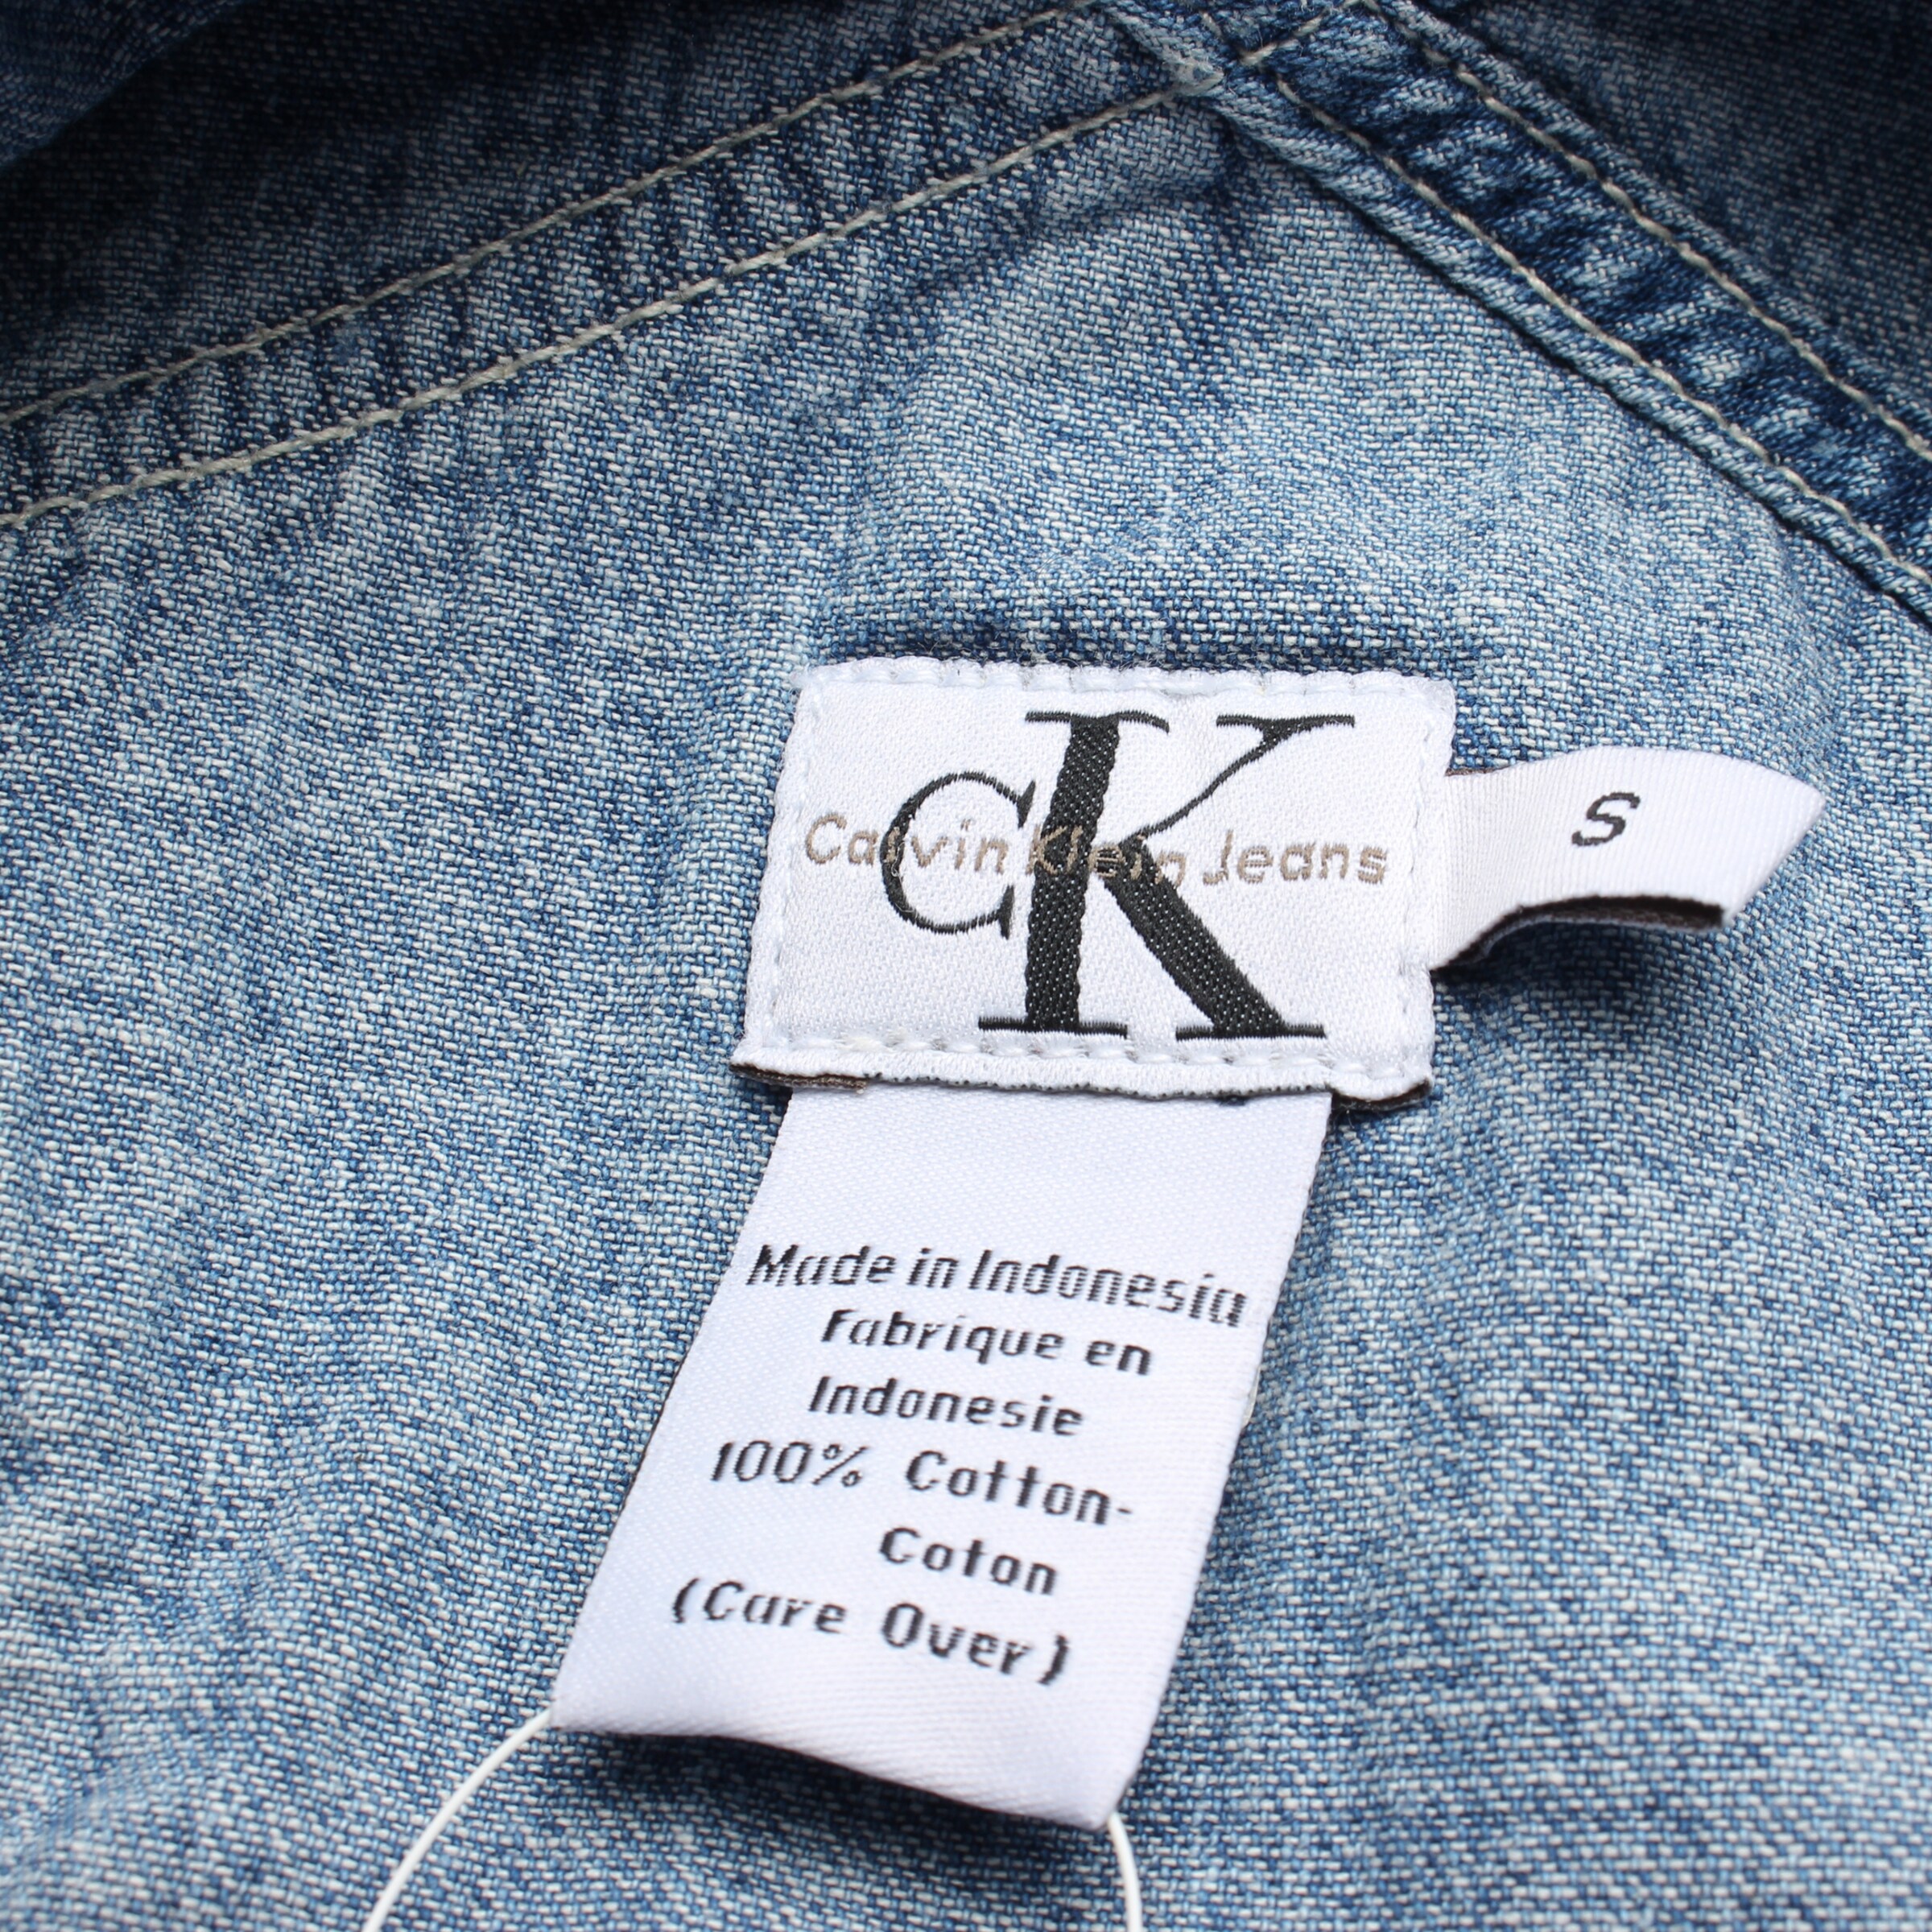 CK
Calvin Klein Jeans
S
Made in Indonesia
Fabrique en
Indonesie
100% Cotton-
Coton
(Care Over)